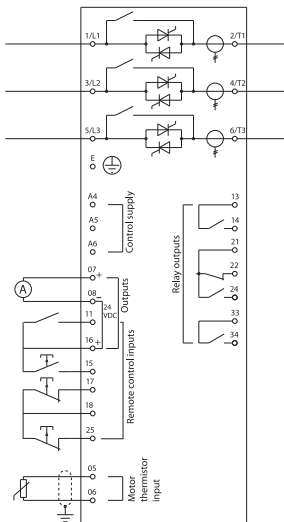 1/L1 2/T1
3/L2 4/T2
5/L3 6/T3
E
A4
A5
A6
Control supply
07 +
A
08 -
24
VDC
Outputs
11
16 +
15
17
18
25
Remote control inputs
05
06
Motor
thermistor
input
Relay outputs
13
14
21
22
24
33
34